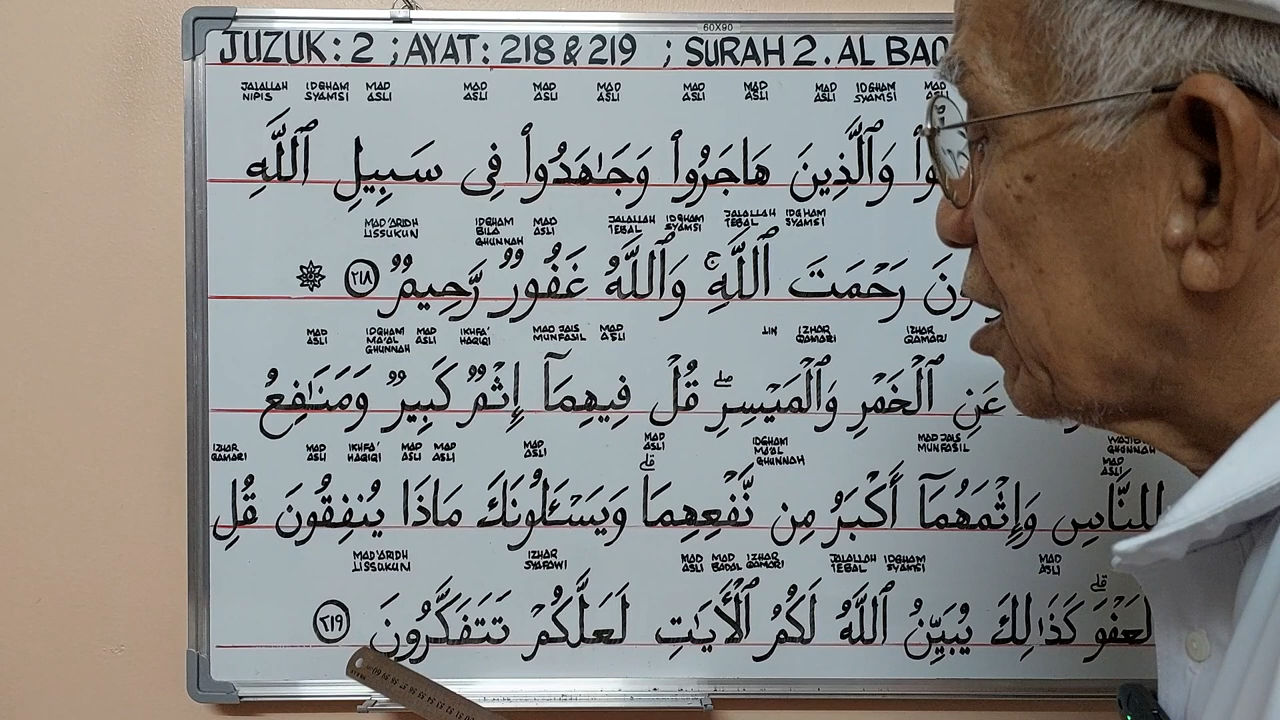 60X90
JUZUK: 2 ; AYAT: 218 & 219 ; SURAH 2. AL BAQ
MAD ASLI IDGHAM SYAMSI MAD ASLI MAD ASLI MAD ASLI MAD ASLI MAD ASLI MAD ASLI MAD ASLI IDGHAM SYAMSI JALALLAH NIPIS
وَٱلَّذِينَ هَاجَرُوا۟ وَجَـٰهَدُوا۟ فِى سَبِيلِ ٱللَّهِ
IDGHAM SYAMSI JALALLAH TEBAL IDGHAM SYAMSI JALALLAH TEBAL MAD ASLI IDGHAM BILA GHUNNAH MAD 'ARIDH LISSUKUN
رَحْمَتَ ٱللَّهِ ۚ وَٱللَّهُ غَفُورٌ رَّحِيمٌ ٢١٨
IZHAR QAMARI IZHAR QAMARI LIN MAD ASLI MAD JAIS MUNFASIL IKHFA' HAQIQI MAD ASLI IDGHAM MA'AL GHUNNAH MAD ASLI
عَنِ ٱلْخَمْرِ وَٱلْمَيْسِرِ ۖ قُلْ فِيهِمَآ إِثْمٌ كَبِيرٌ وَمَنَـٰفِعُ
WAJIB GHUNNAH MAD ASLI MAD JAIS MUNFASIL IDGHAM MA'AL GHUNNAH MAD ASLI MAD ASLI MAD ASLI MAD ASLI IKHFA' HAQIQI MAD ASLI IZHAR QAMARI
لِلنَّاسِ وَإِثْمُهُمَآ أَكْبَرُ مِن نَّفْعِهِمَا ۗ وَيَسْـَٔلُونَكَ مَاذَا يُنفِقُونَ قُلِ
MAD ASLI IDGHAM SYAMSI JALALLAH TEBAL IZHAR QAMARI MAD BADAL MAD ASLI IZHAR SYAFAWI MAD 'ARIDH LISSUKUN
لْعَفْوَ ۗ كَذَٰلِكَ يُبَيِّنُ ٱللَّهُ لَكُمُ ٱلْأَيَـٰتِ لَعَلَّكُمْ تَتَفَكَّرُونَ ٢١٩